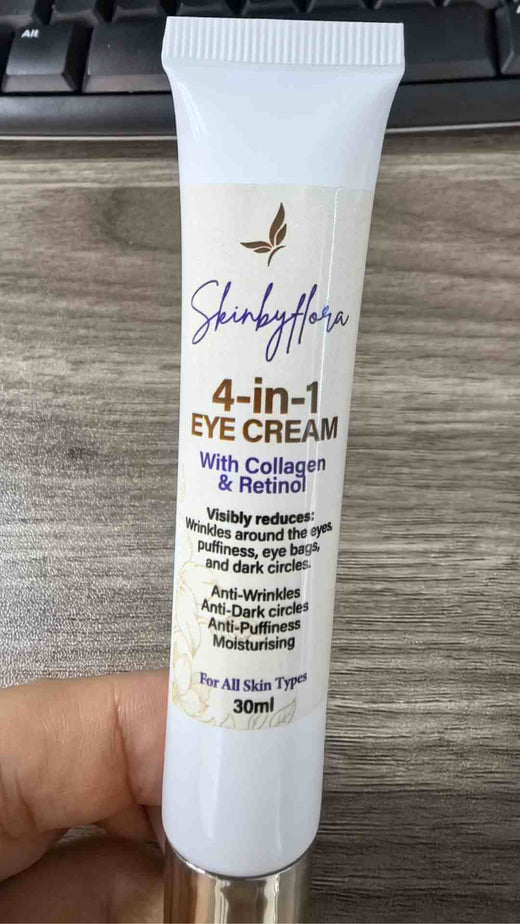 Alt
Skinbyflora
4-in-1
EYE CREAM
With Collagen
& Retinol
Visibly reduces:
Wrinkles around the eyes,
puffiness, eye bags,
and dark circles.
Anti-Wrinkles
Anti-Dark circles
Anti-Puffiness
Moisturising
For All Skin Types
30ml